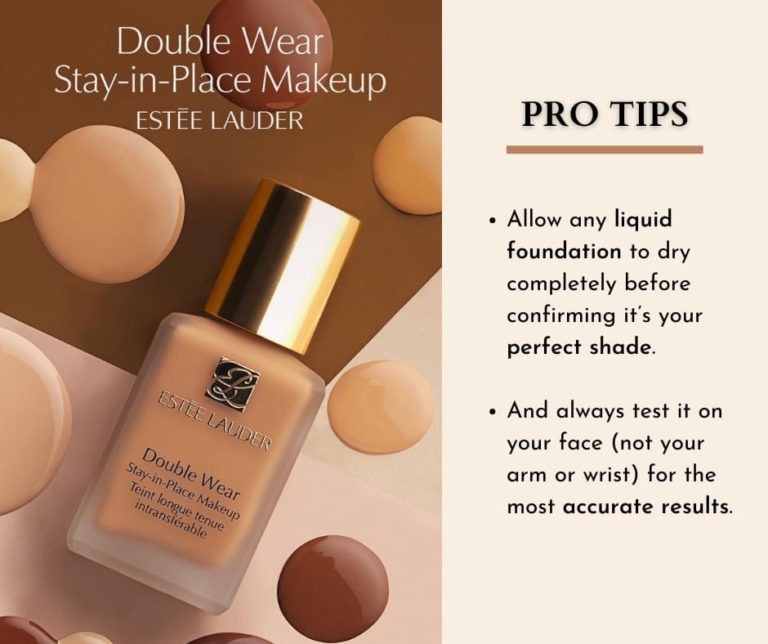 Double Wear
Stay-in-Place Makeup
ESTĒE LAUDER
ESTĒE LAUDER
Double Wear
Stay-in-Place Makeup
Teint longue tenue
intransférable
PRO TIPS
• Allow any liquid
foundation to dry
completely before
confirming it's your
perfect shade.
• And always test it on
your face (not your
arm or wrist) for the
most accurate results.